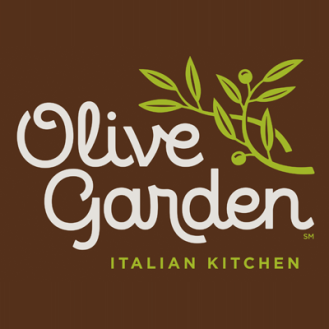 Olive
Garden
SM
ITALIAN KITCHEN